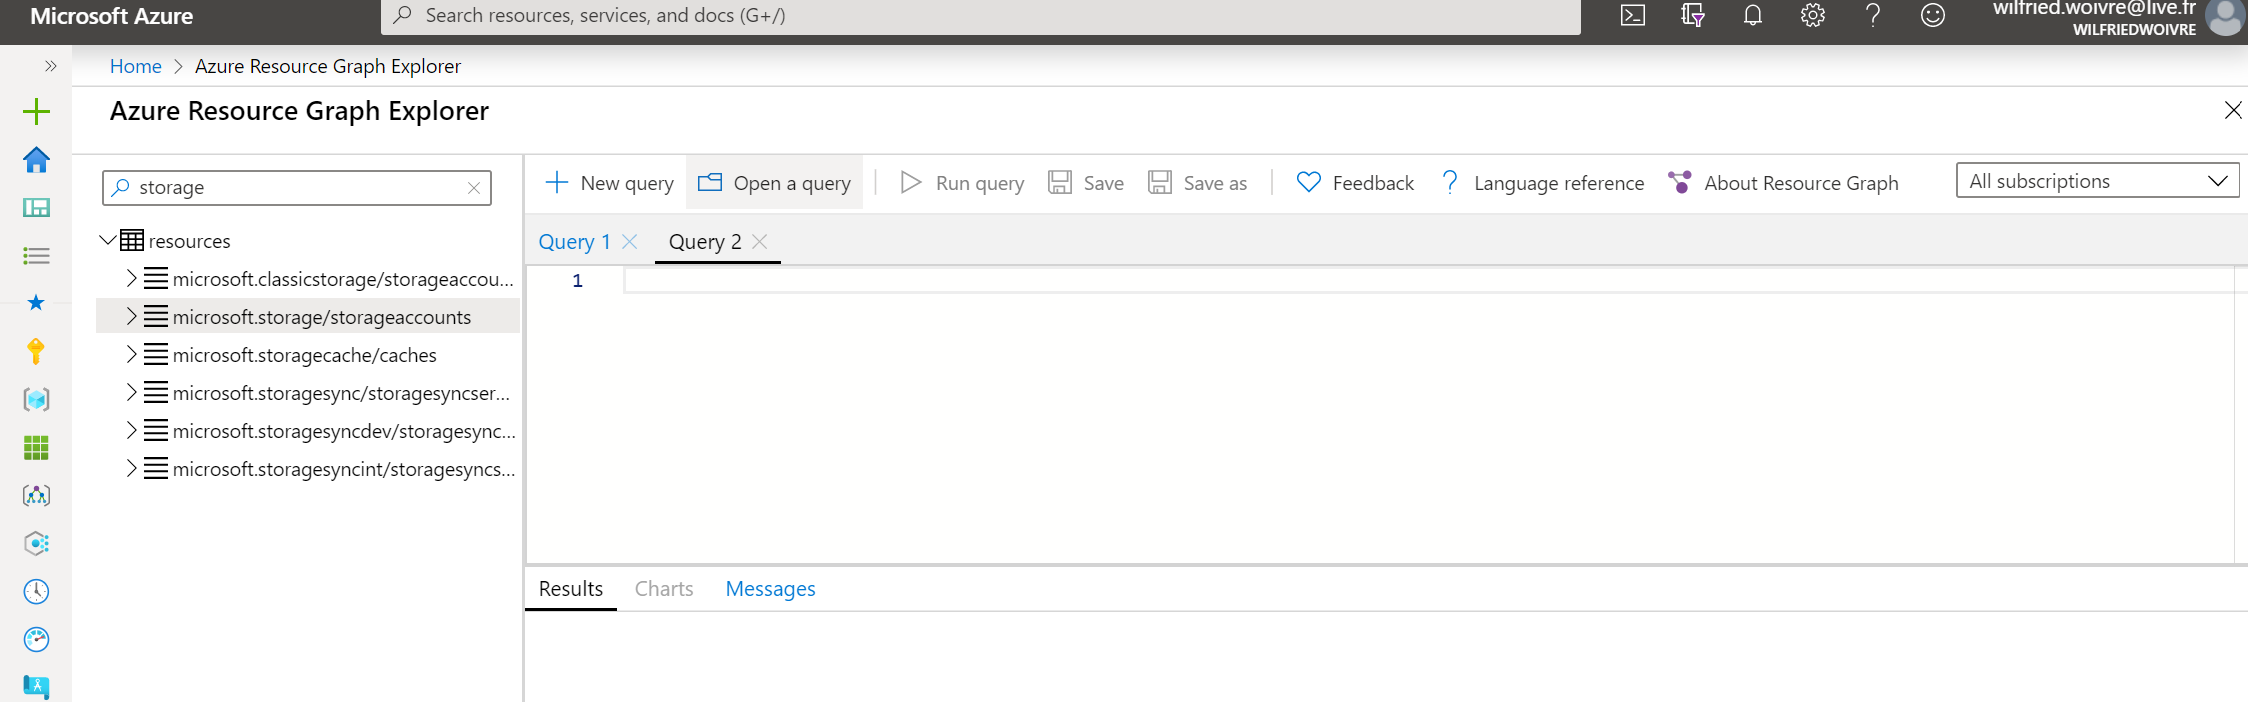 Microsoft Azure
Search resources, services, and docs (G+/)
wilfried.woivre@live.fr
WILFRIEDWOIVRE
Home > Azure Resource Graph Explorer
Azure Resource Graph Explorer
storage
resources
microsoft.classicstorage/storageaccou...
microsoft.storage/storageaccounts
microsoft.storagecache/caches
microsoft.storagesync/storagesyncser...
microsoft.storagesyncdev/storagesync...
microsoft.storagesyncint/storagesyncs...
New query Open a query Run query Save Save as Feedback Language reference About Resource Graph All subscriptions
Query 1 Query 2
1
Results Charts Messages